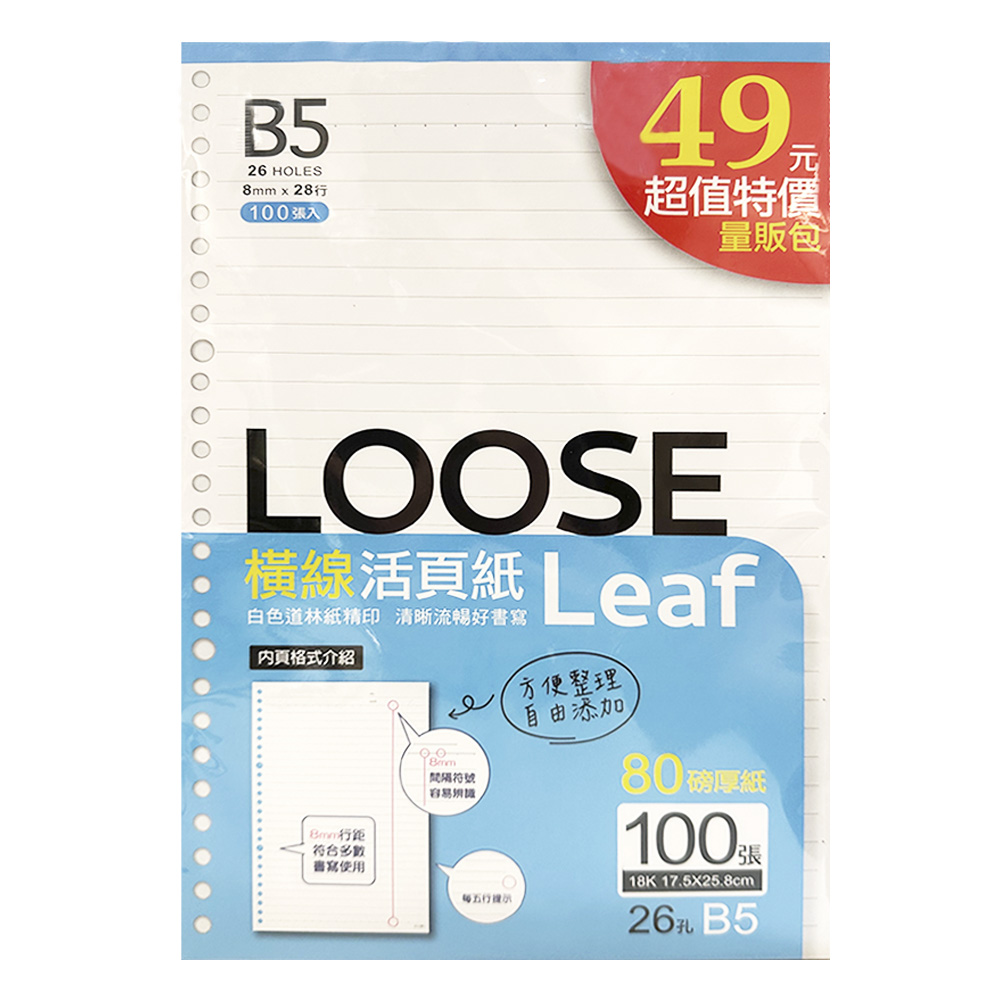 B5
26 HOLES
8mm x 28行
100張入
49元
超值特價
量販包
LOOSE
Leaf
橫線活頁紙
白色道林紙精印 清晰流暢好書寫
內頁格式介紹
方便整理
自由添加
8mm
間隔符號
容易辨識
8mm行距
符合多數
書寫使用
每五行提示
80磅厚紙
100張
18K 17.5X25.8cm
26孔 B5